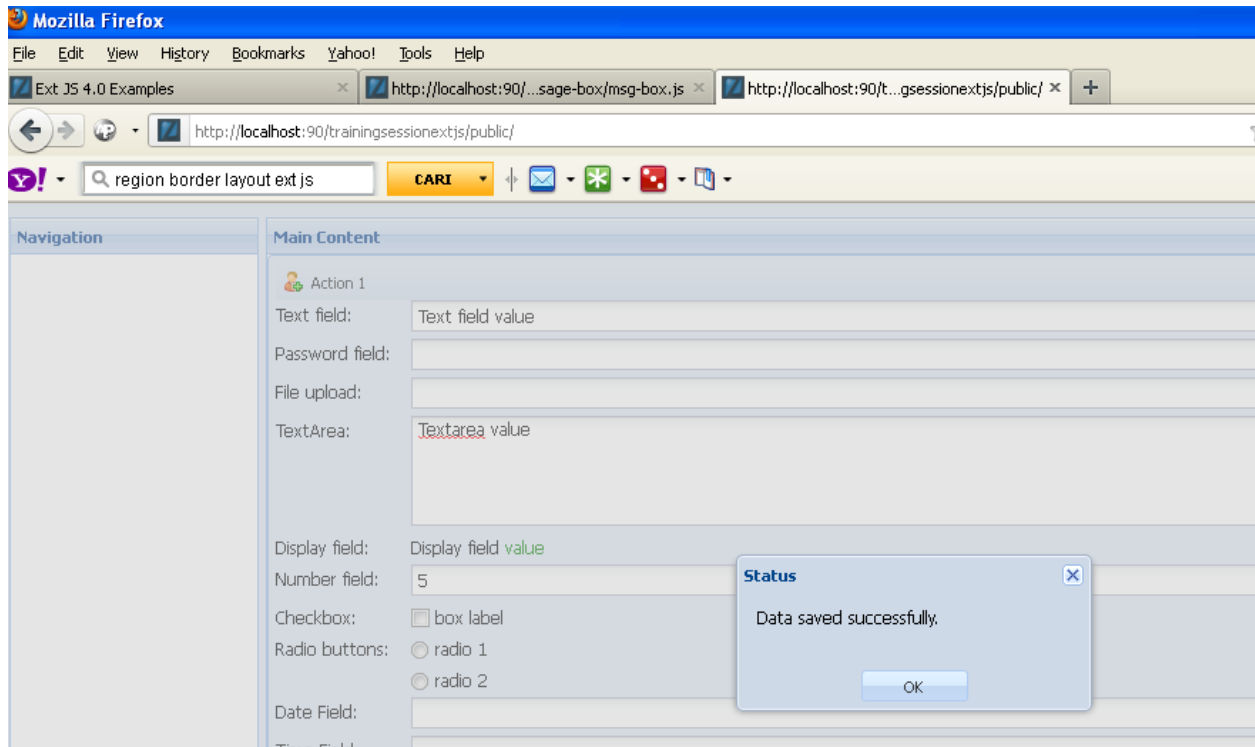 Mozilla Firefox
File Edit View History Bookmarks Yahoo! Tools Help
Ext JS 4.0 Examples × http://localhost:90/...sage-box/msg-box.js × http://localhost:90/t...gsessionextjs/public/ × +
http://localhost:90/trainingsessionextjs/public/
Y! region border layout ext js CARI
Navigation Main Content
Action 1
Text field: Text field value
Password field:
File upload:
TextArea: Textarea value
Display field: Display field value
Number field: 5
Status
Checkbox: box label
Data saved successfully.
Radio buttons: radio 1
radio 2
OK
Date Field: